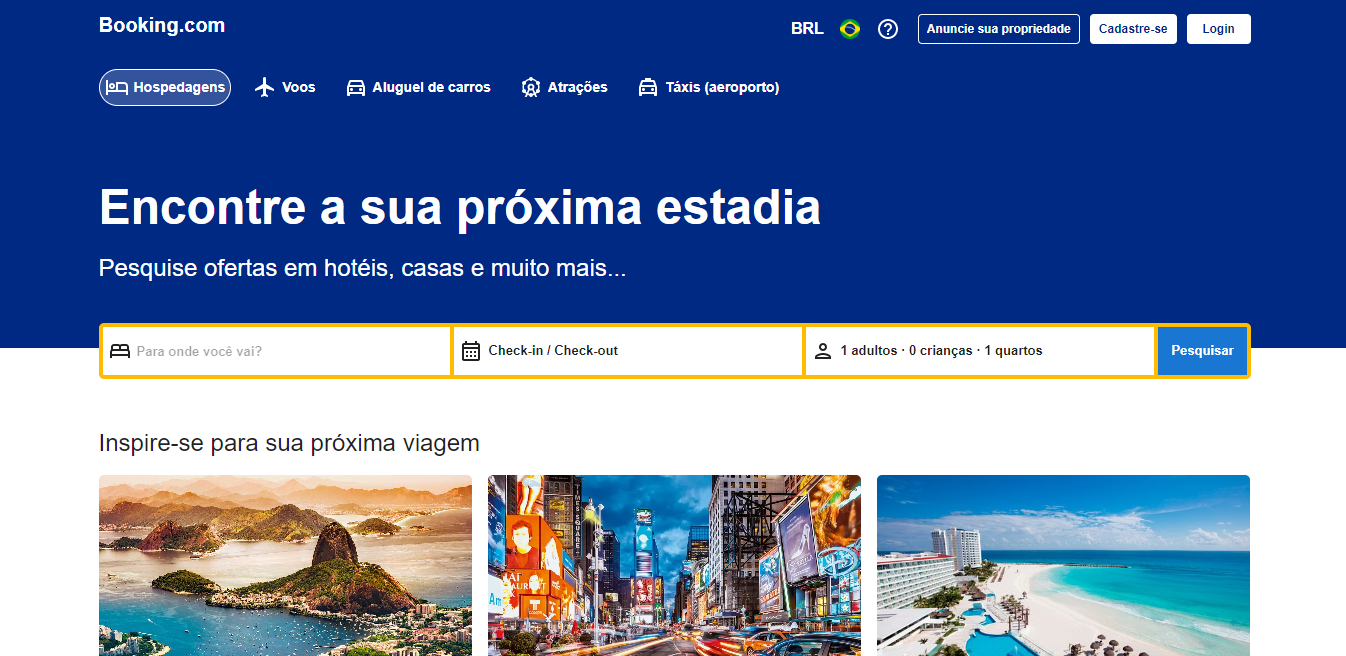 Booking.com
BRL
Anuncie sua propriedade
Cadastre-se
Login
Hospedagens
Voos
Aluguel de carros
Atrações
Táxis (aeroporto)
Encontre a sua próxima estadia
Pesquise ofertas em hotéis, casas e muito mais...
Para onde você vai?
Check-in / Check-out
1 adultos · 0 crianças · 1 quartos
Pesquisar
Inspire-se para sua próxima viagem
TIMES SQUARE